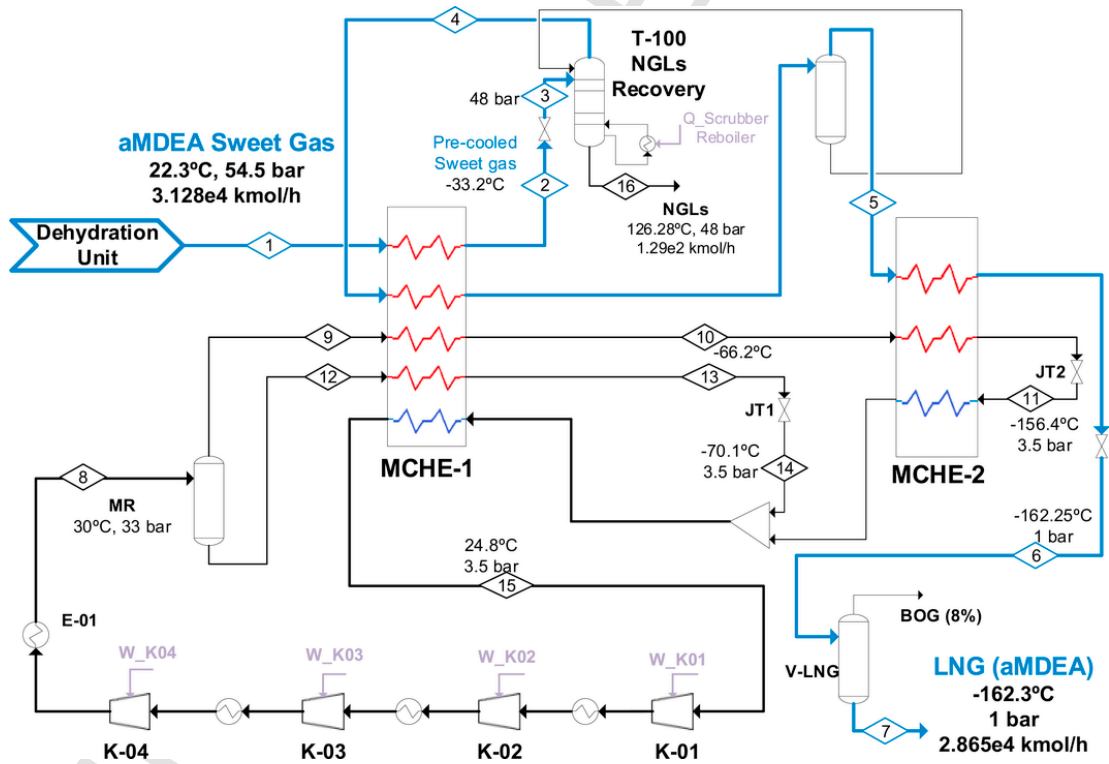 4
T-100
NGLs
Recovery
3
48 bar
Q_Scrubber
Reboiler
aMDEA Sweet Gas
22.3ºC, 54.5 bar
3.128e4 kmol/h
Pre-cooled
Sweet gas
-33.2ºC
2
16
NGLs
126.28ºC, 48 bar
1.29e2 kmol/h
5
Dehydration
Unit
1
9
10
-66.2ºC
12
13
JT1
JT2
11
-156.4ºC
3.5 bar
MCHE-1
-70.1ºC
3.5 bar
14
MCHE-2
8
MR
30ºC, 33 bar
-162.25ºC
1 bar
6
24.8ºC
3.5 bar
15
E-01
BOG (8%)
W_K04
W_K03
W_K02
W_K01
V-LNG
LNG (aMDEA)
-162.3ºC
1 bar
2.865e4 kmol/h
7
K-04
K-03
K-02
K-01